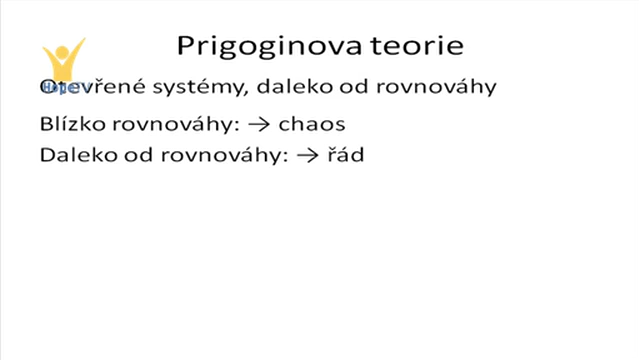 Prigoginova teorie
Otevřené systémy, daleko od rovnováhy
Blízko rovnováhy: → chaos
Daleko od rovnováhy: → řád